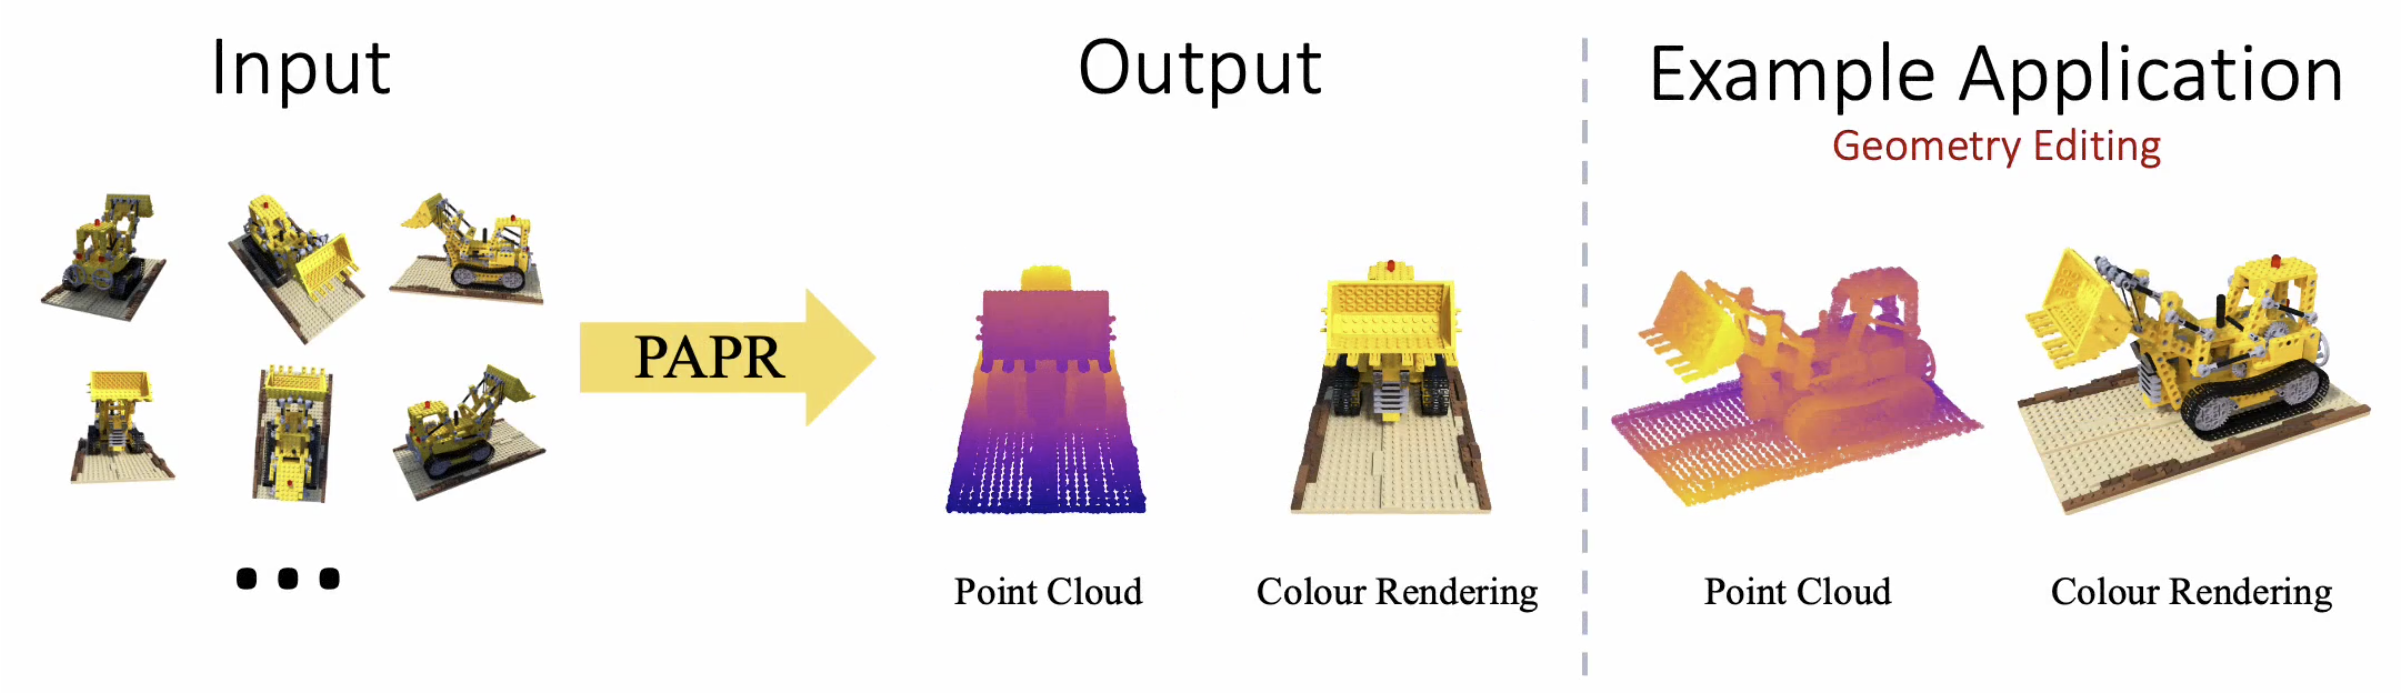 Input
PAPR
Output
Point Cloud
Colour Rendering
Example Application
Geometry Editing
Point Cloud
Colour Rendering